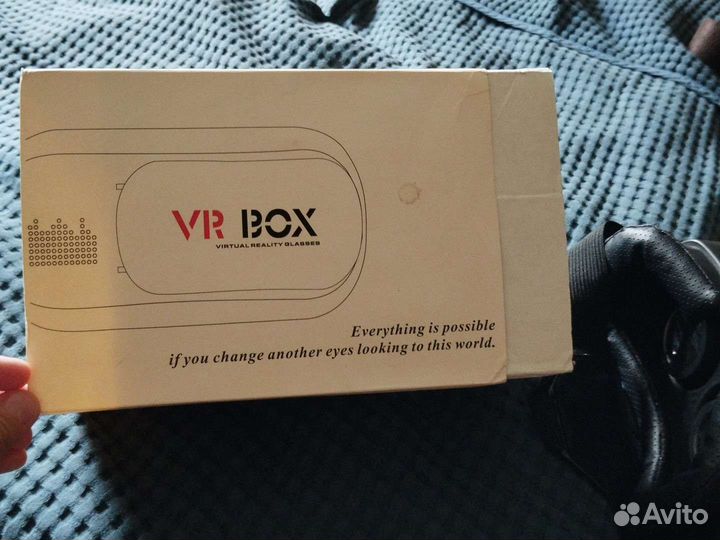 VR BOX
VIRTUAL REALITY GLASSES
Everything is possible
if you change another eyes looking to this world.
Avito